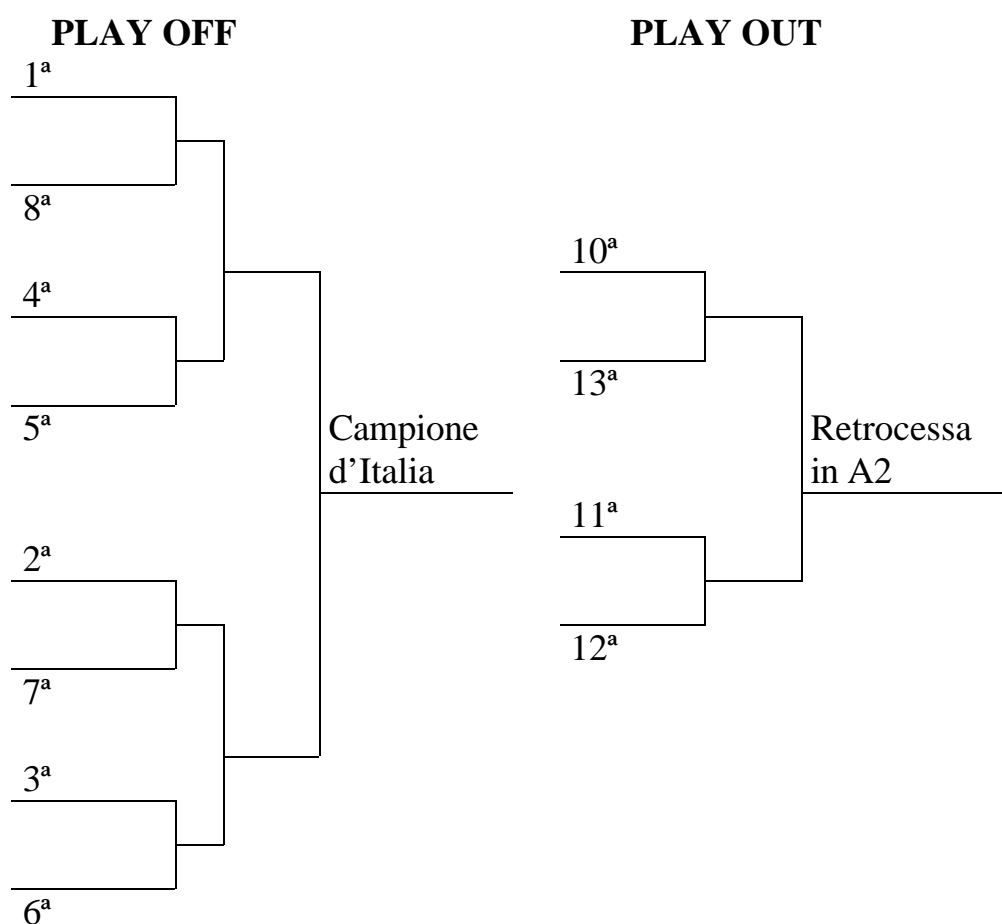 PLAY OFF
1ª
8ª
4ª
5ª
Campione
d’Italia
2ª
7ª
3ª
6ª
PLAY OUT
10ª
13ª
Retrocessa
in A2
11ª
12ª